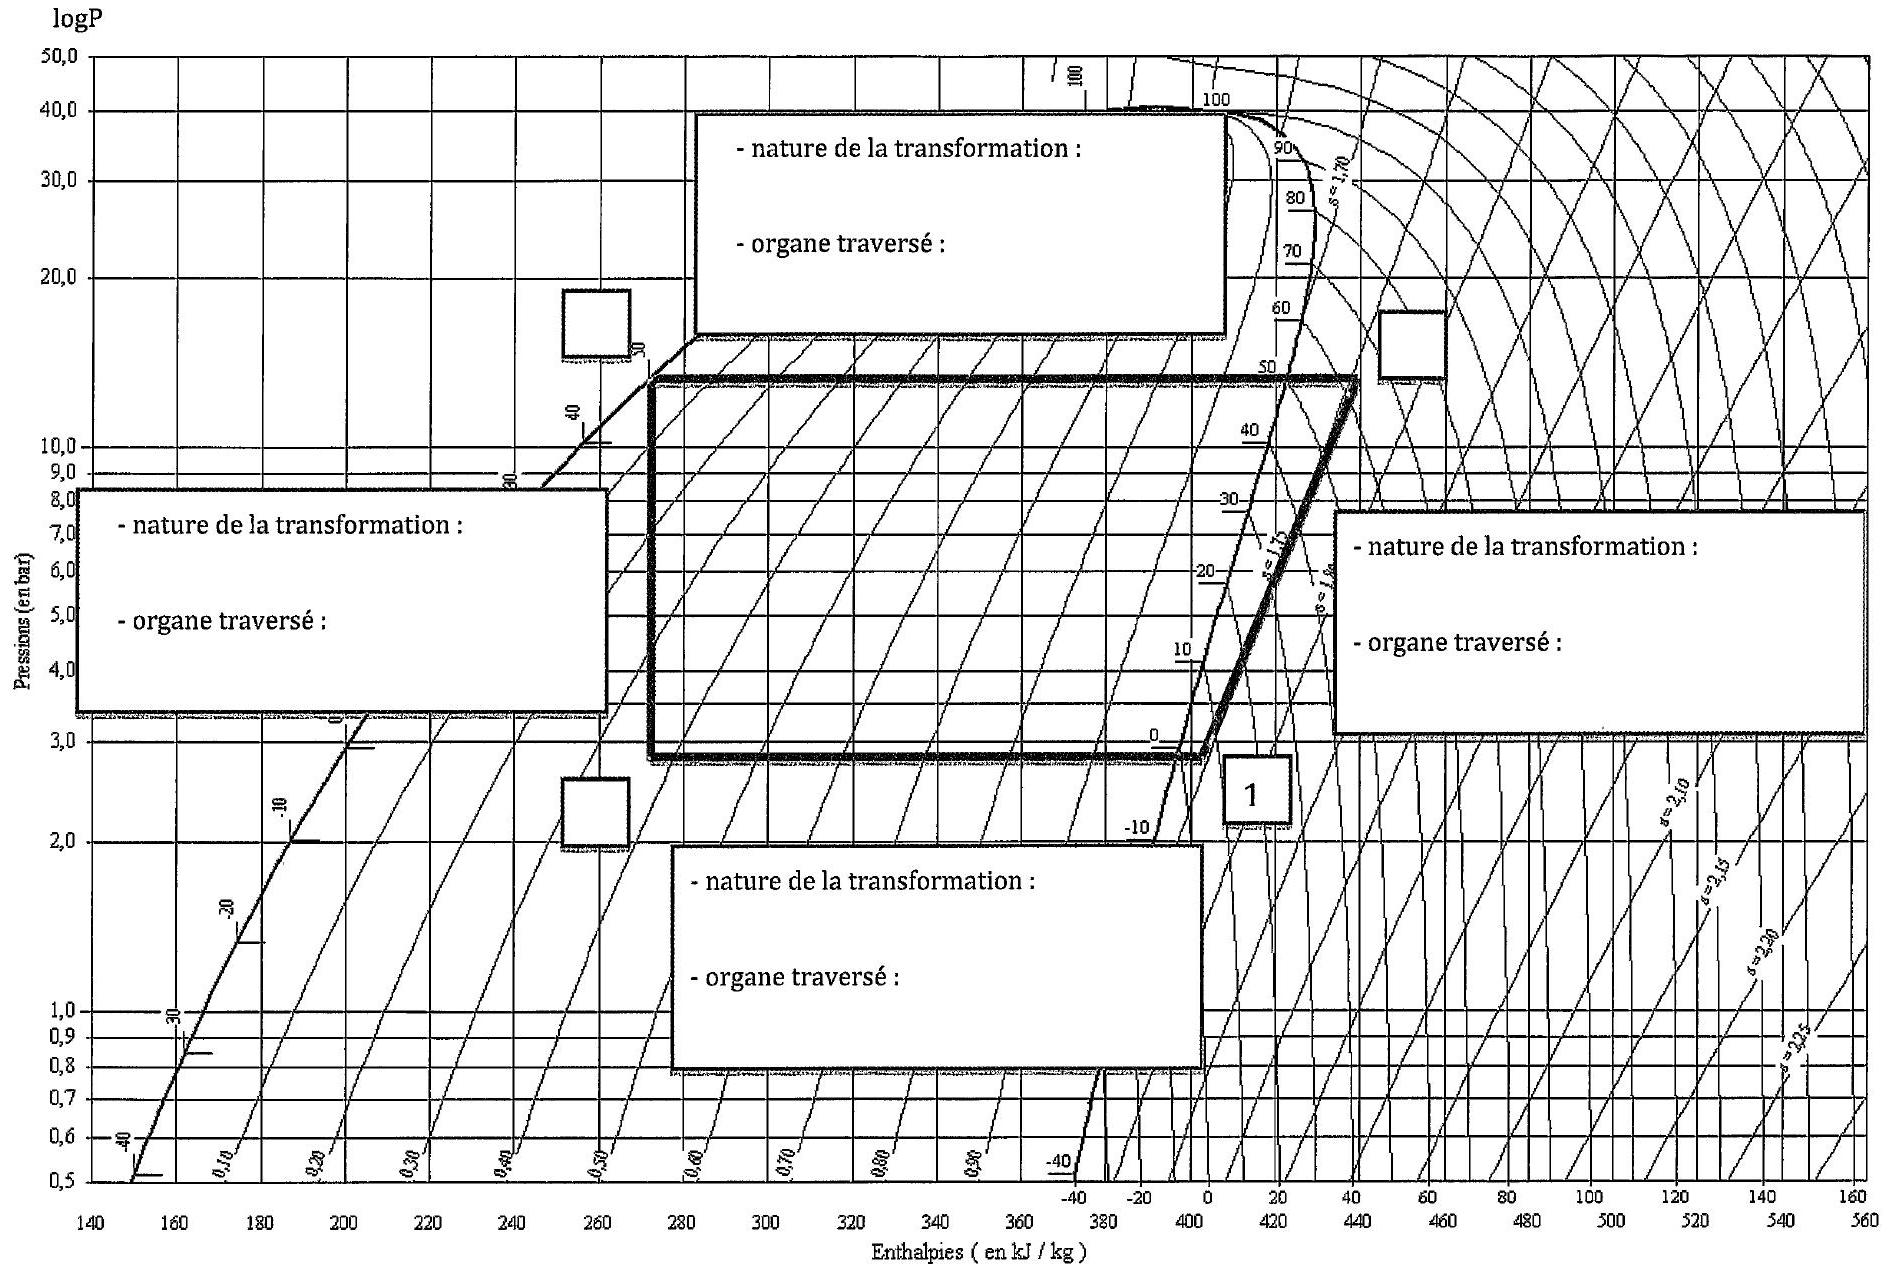 logP
50,0
40,0
30,0
20,0
10,0
9,0
8,0
7,0
6,0
5,0
4,0
3,0
2,0
1,0
0,9
0,8
0,7
0,6
0,5
Pressions (en bar)
- nature de la transformation :
- organe traversé :
- nature de la transformation :
- organe traversé :
- nature de la transformation :
- organe traversé :
- nature de la transformation :
- organe traversé :
1
100
100
90
80
70
60
50
40
30
20
10
0
-10
-40
50
40
30
0
-10
-20
30
-40
s = 1,70
s = 1,75
s = 2,10
s = 2,15
s = 2,20
s = 2,25
0,10
0,20
0,30
0,40
0,50
0,60
0,70
0,80
0,90
-40 -20 0 20 40 60 80 100 120 140 160
140 160 180 200 220 240 260 280 300 320 340 360 380 400 420 440 460 480 500 520 540 560
Enthalpies ( en kJ / kg )